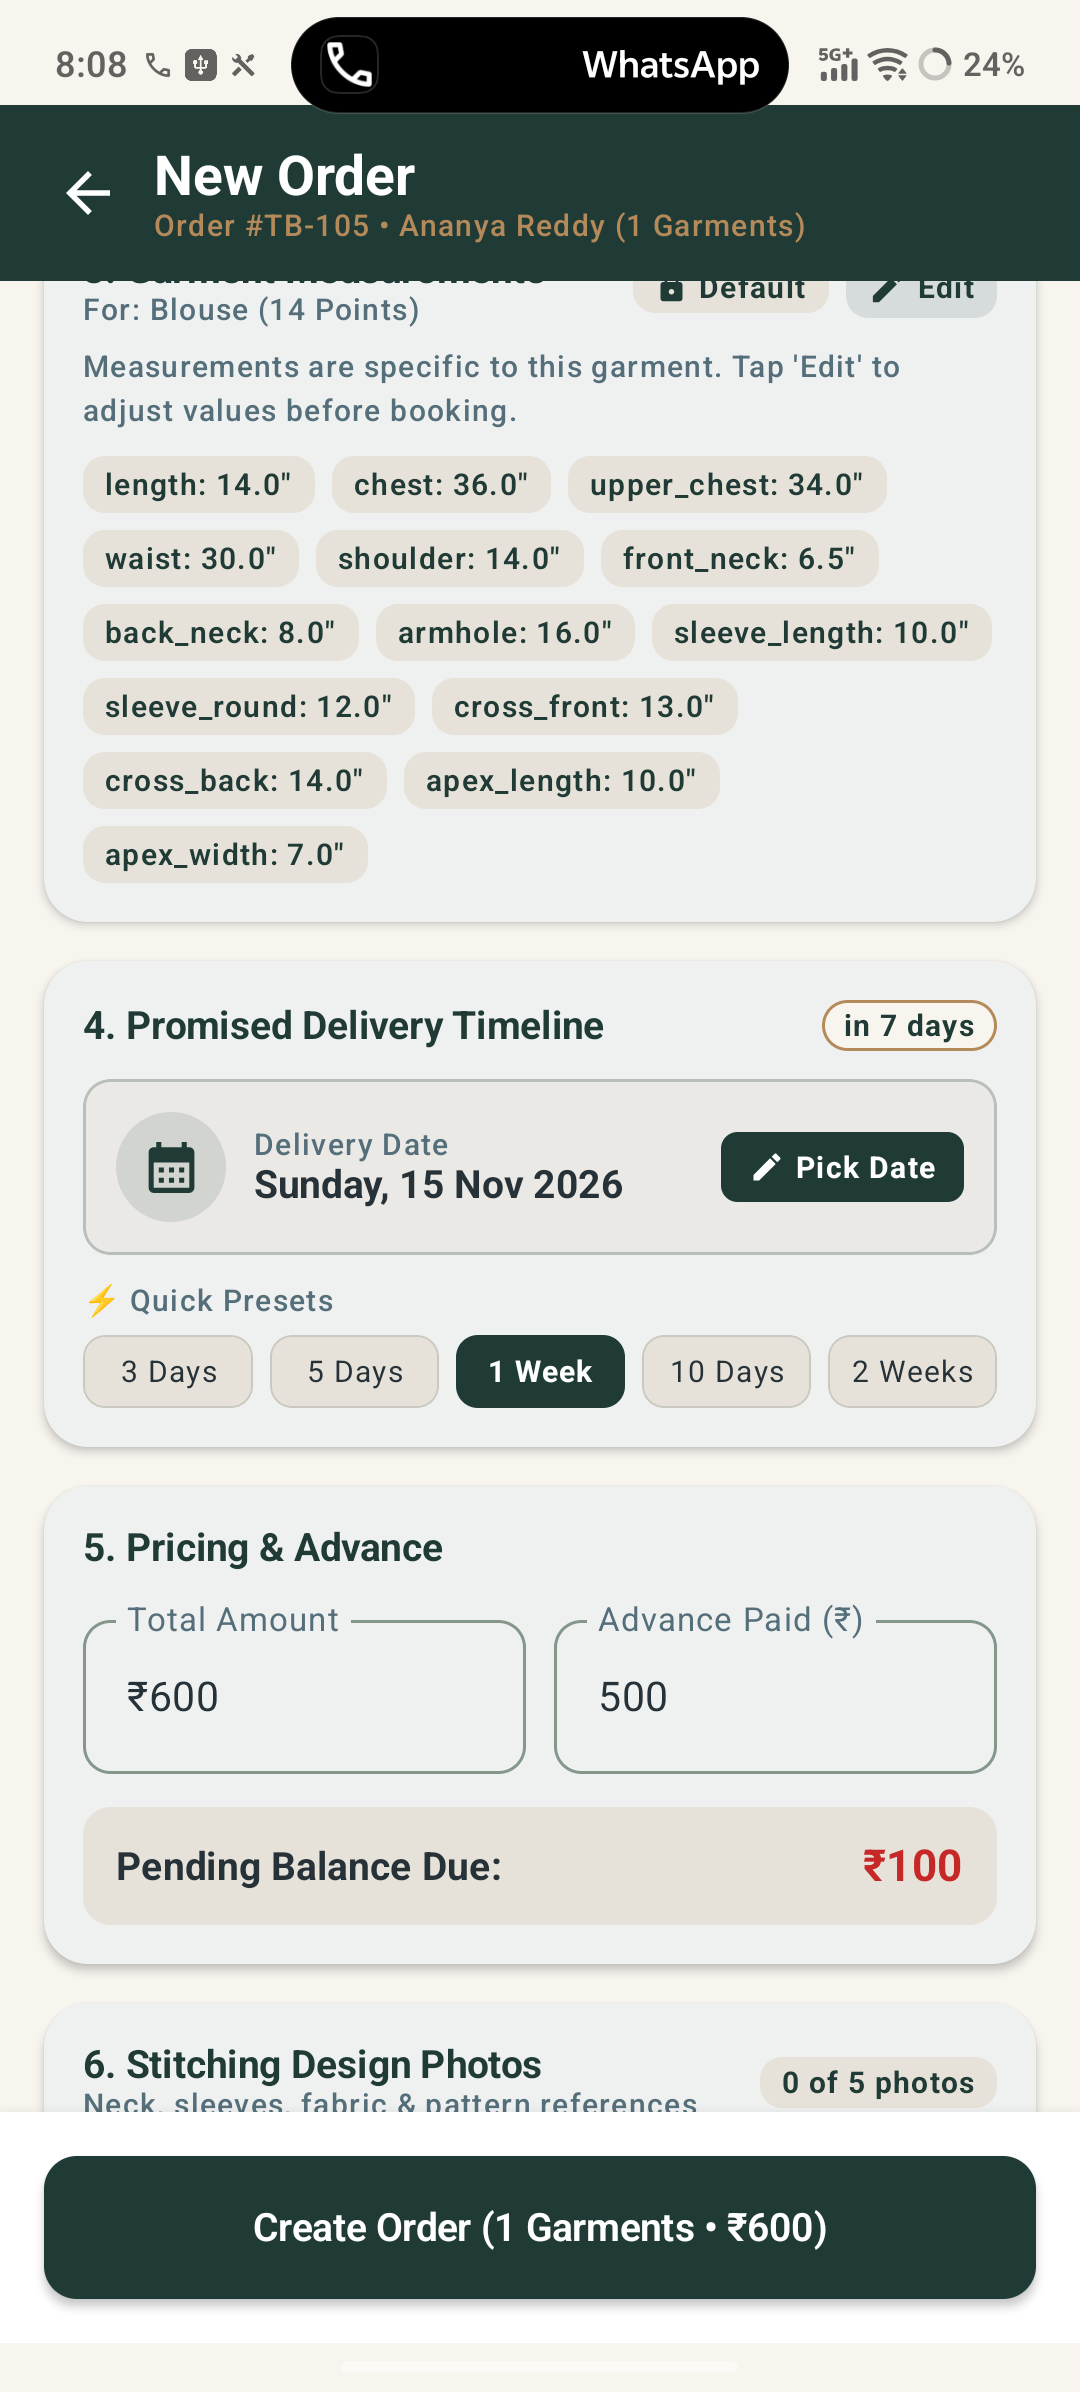 8:08
WhatsApp
5G+
24%
New Order
Order #TB-105 • Ananya Reddy (1 Garments)
3. Garment Measurements
Default
Edit
For: Blouse (14 Points)
Measurements are specific to this garment. Tap 'Edit' to
adjust values before booking.
length: 14.0"
chest: 36.0"
upper_chest: 34.0"
waist: 30.0"
shoulder: 14.0"
front_neck: 6.5"
back_neck: 8.0"
armhole: 16.0"
sleeve_length: 10.0"
sleeve_round: 12.0"
cross_front: 13.0"
cross_back: 14.0"
apex_length: 10.0"
apex_width: 7.0"
4. Promised Delivery Timeline
in 7 days
Delivery Date
Sunday, 15 Nov 2026
Pick Date
⚡ Quick Presets
3 Days
5 Days
1 Week
10 Days
2 Weeks
5. Pricing & Advance
Total Amount
₹600
Advance Paid (₹)
500
Pending Balance Due:
₹100
6. Stitching Design Photos
0 of 5 photos
Neck, sleeves, fabric & pattern references
Create Order (1 Garments • ₹600)